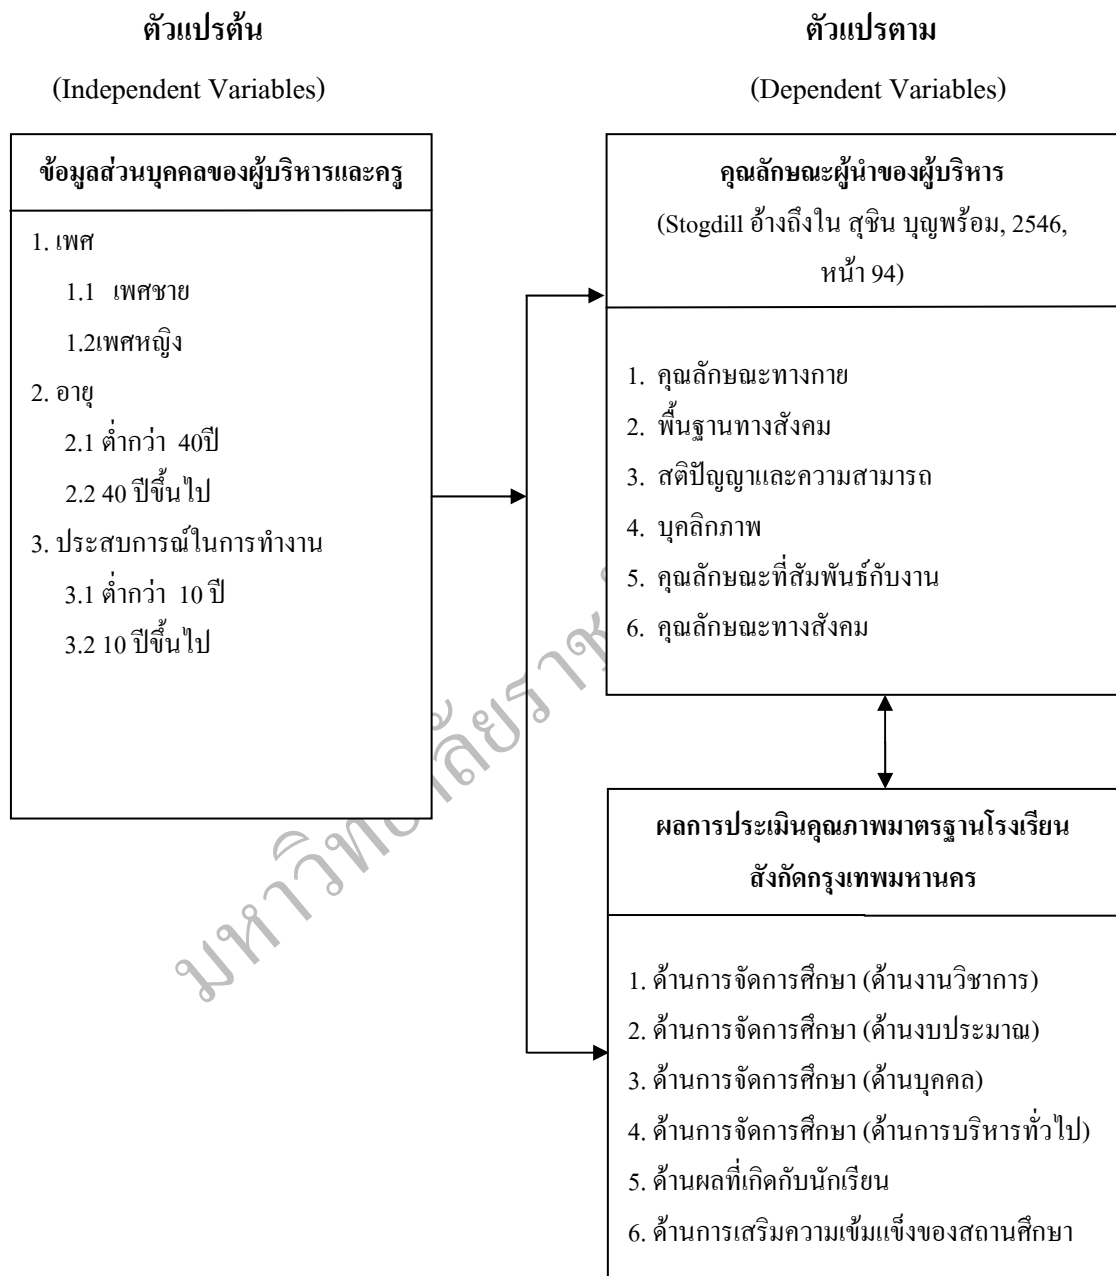 ตัวแปรต้น
(Independent Variables)
ข้อมูลส่วนบุคคลของผู้บริหารและครู
1. เพศ
1.1 เพศชาย
1.2เพศหญิง
2. อายุ
2.1 ต่ำกว่า 40ปี
2.2 40 ปีขึ้นไป
3. ประสบการณ์ในการทำงาน
3.1 ต่ำกว่า 10 ปี
3.2 10 ปีขึ้นไป
ตัวแปรตาม
(Dependent Variables)
คุณลักษณะผู้นำของผู้บริหาร
(Stogdill อ้างถึงใน สุชิน บุญพร้อม, 2546,
หน้า 94)
1. คุณลักษณะทางกาย
2. พื้นฐานทางสังคม
3. สติปัญญาและความสามารถ
4. บุคลิกภาพ
5. คุณลักษณะที่สัมพันธ์กับงาน
6. คุณลักษณะทางสังคม
ผลการประเมินคุณภาพมาตรฐานโรงเรียน
สังกัดกรุงเทพมหานคร
1. ด้านการจัดการศึกษา (ด้านงานวิชาการ)
2. ด้านการจัดการศึกษา (ด้านงบประมาณ)
3. ด้านการจัดการศึกษา (ด้านบุคคล)
4. ด้านการจัดการศึกษา (ด้านการบริหารทั่วไป)
5. ด้านผลที่เกิดกับนักเรียน
6. ด้านการเสริมความเข้มแข็งของสถานศึกษา